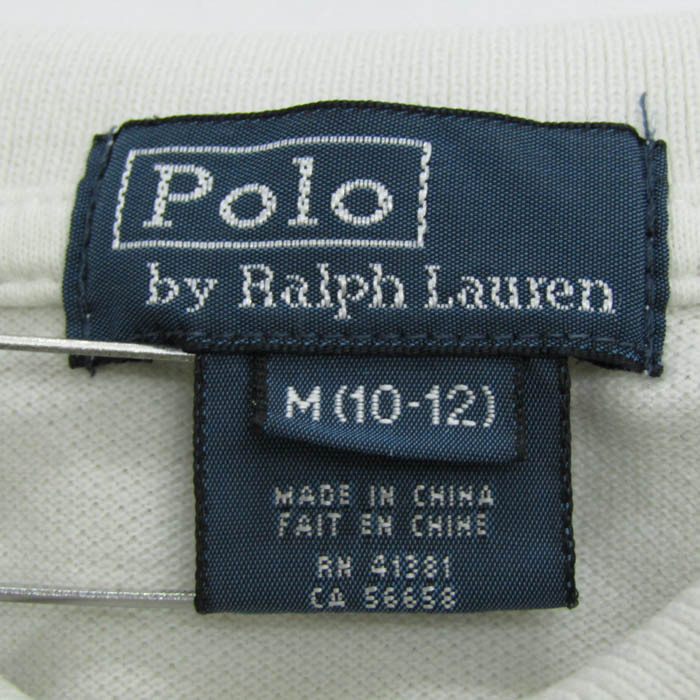 Polo
by Ralph Lauren
M (10-12)
MADE IN CHINA
FAIT EN CHINE
RN 41381
CA 56658